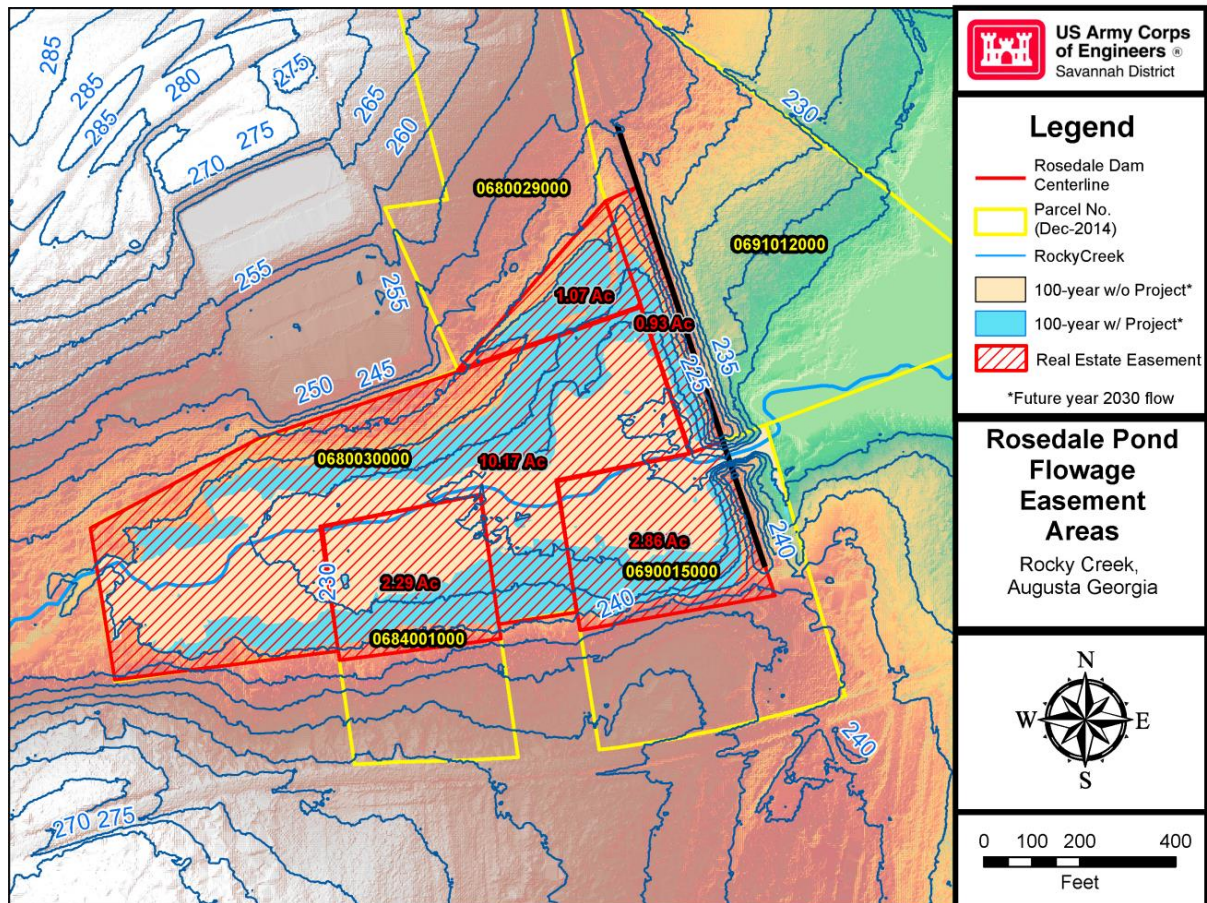 285
285
280
285
275
275
270
265
260
255
255
250
245
230
0680029000
0691012000
1.07 Ac
0.93 Ac
235
225
0680030000
10.17 Ac
2.86 Ac
0690015000
240
230
2.29 Ac
240
0684001000
240
270 275
US Army Corps
of Engineers ®
Savannah District
Legend
Rosedale Dam
Centerline
Parcel No.
(Dec-2014)
RockyCreek
100-year w/o Project*
100-year w/ Project*
Real Estate Easement
*Future year 2030 flow
Rosedale Pond
Flowage
Easement
Areas
Rocky Creek,
Augusta Georgia
N
W E
S
0 100 200 400
Feet